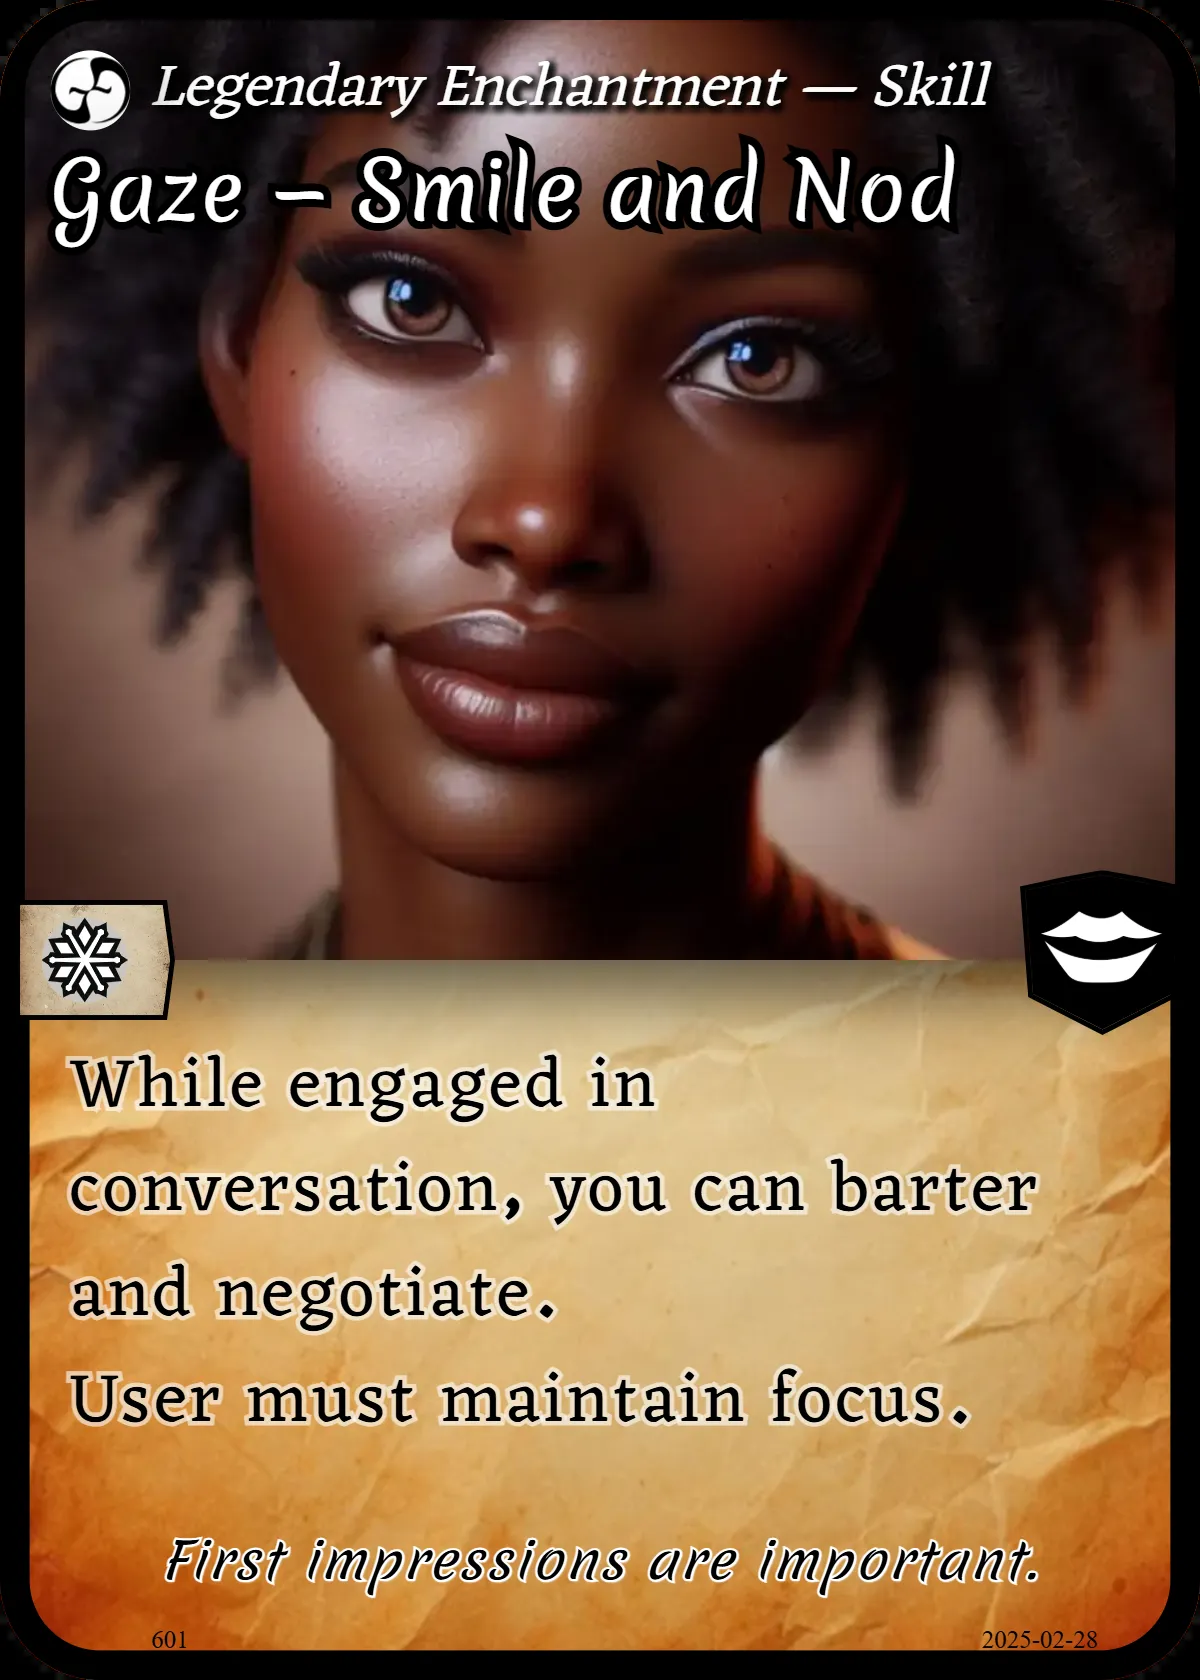 Legendary Enchantment — Skill
Gaze – Smile and Nod
While engaged in
conversation, you can barter
and negotiate.
User must maintain focus.
First impressions are important.
601
2025-02-28